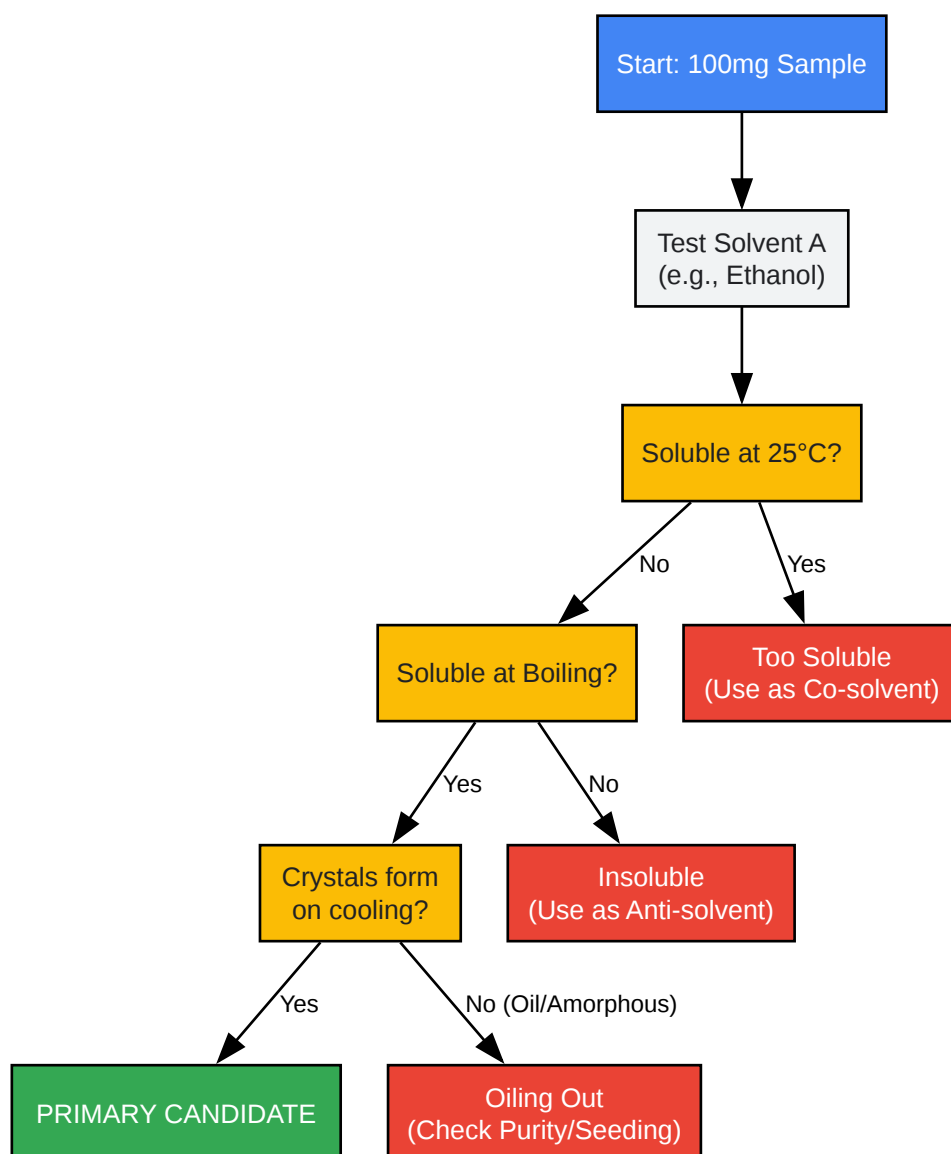 Start: 100mg Sample
Test Solvent A
(e.g., Ethanol)
Soluble at 25°C?
No
Yes
Soluble at Boiling?
Too Soluble
(Use as Co-solvent)
Yes
No
Crystals form
on cooling?
Insoluble
(Use as Anti-solvent)
Yes
No (Oil/Amorphous)
PRIMARY CANDIDATE
Oiling Out
(Check Purity/Seeding)